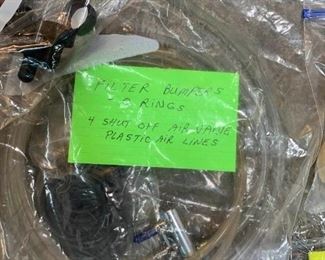 FILTER BUMPERS
O RINGS
4 SHUT OFF AIR VALVE
PLASTIC AIR LINES